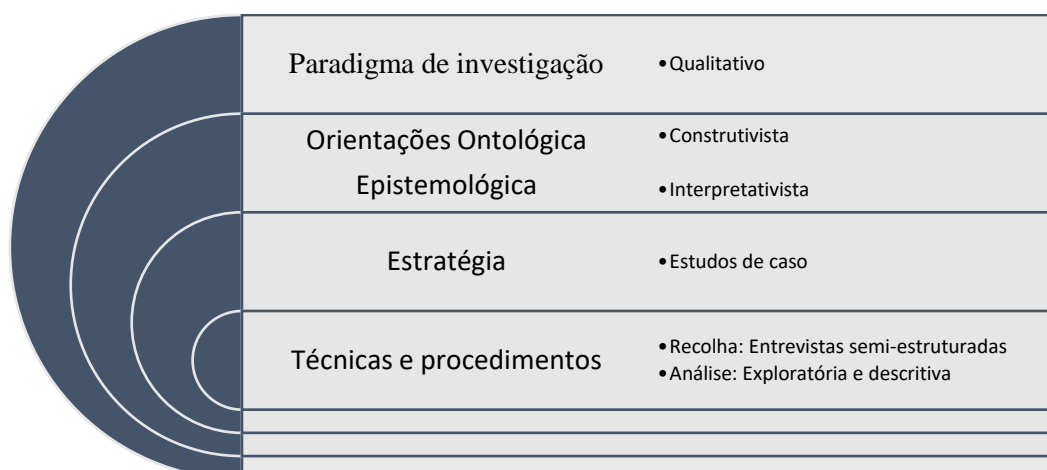 Paradigma de investigação
•Qualitativo
Orientações Ontológica
•Construtivista
Epistemológica
•Interpretativista
Estratégia
•Estudos de caso
Técnicas e procedimentos
•Recolha: Entrevistas semi-estruturadas
•Análise: Exploratória e descritiva